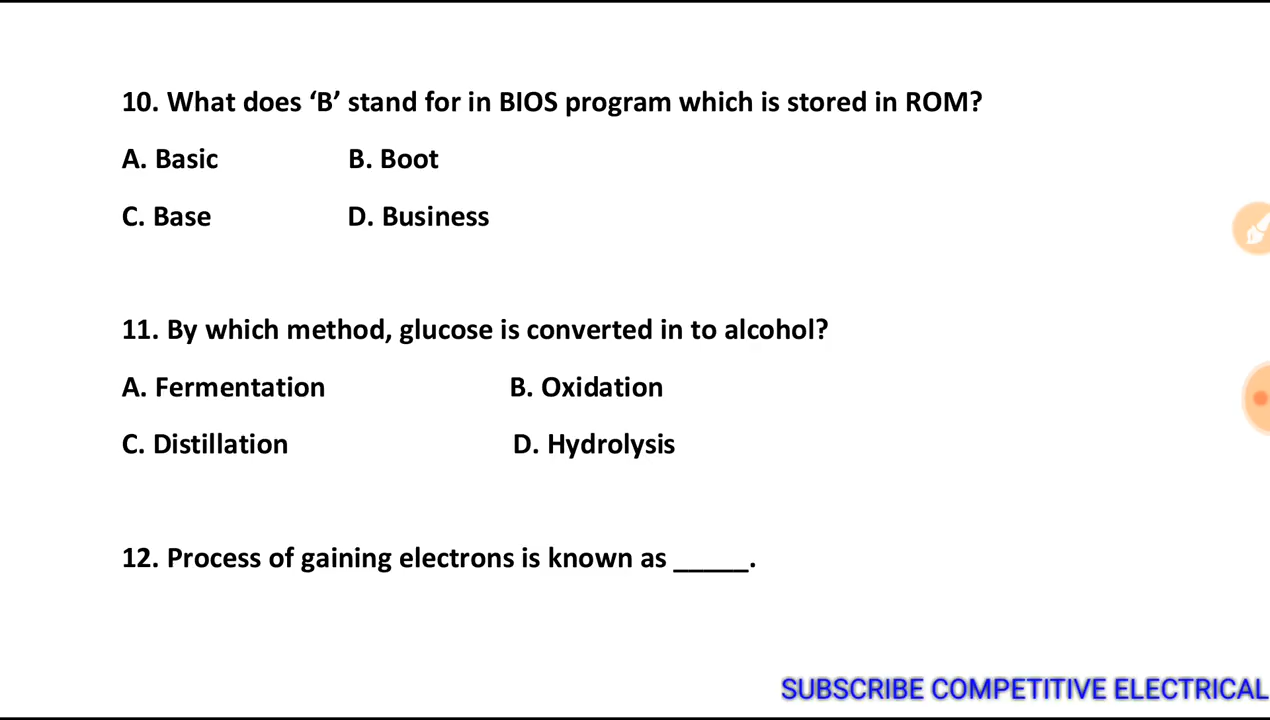 10. What does ‘B’ stand for in BIOS program which is stored in ROM?
A. Basic B. Boot
C. Base D. Business
11. By which method, glucose is converted in to alcohol?
A. Fermentation B. Oxidation
C. Distillation D. Hydrolysis
12. Process of gaining electrons is known as _____.
SUBSCRIBE COMPETITIVE ELECTRICAL